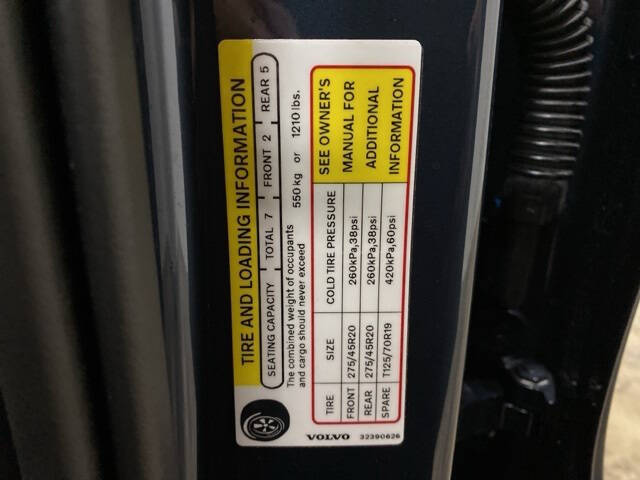 TIRE AND LOADING INFORMATION
SEATING CAPACITY TOTAL 7 FRONT 2 REAR 5
The combined weight of occupants
and cargo should never exceed 550 kg or 1210 lbs.
TIRE SIZE COLD TIRE PRESSURE SEE OWNER'S
FRONT 275/45R20 260kPa,38psi MANUAL FOR
REAR 275/45R20 260kPa,38psi ADDITIONAL
SPARE T125/70R19 420kPa,60psi INFORMATION
VOLVO 32390626